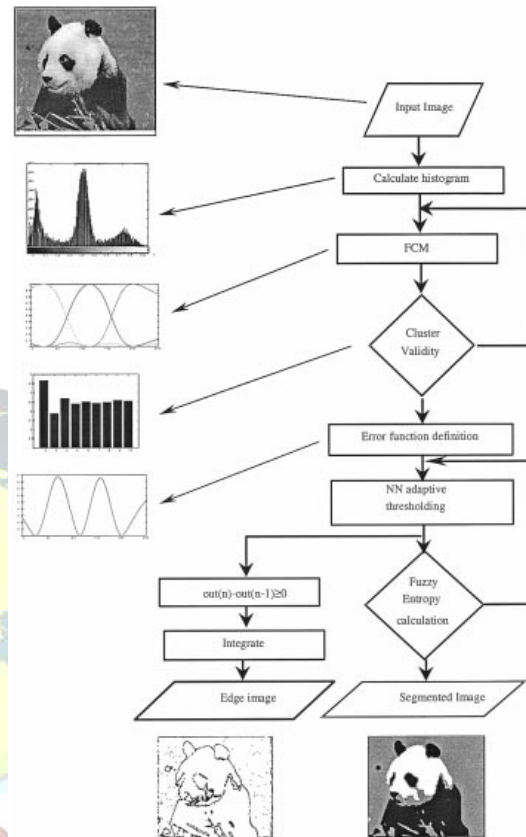 Input Image
Calculate histogram
FCM
Cluster
Validity
Error function definition
NN adaptive
thresholding
out(n)-out(n-1)≥0
Fuzzy
Entropy
calculation
Integrate
Edge image
Segmented Image